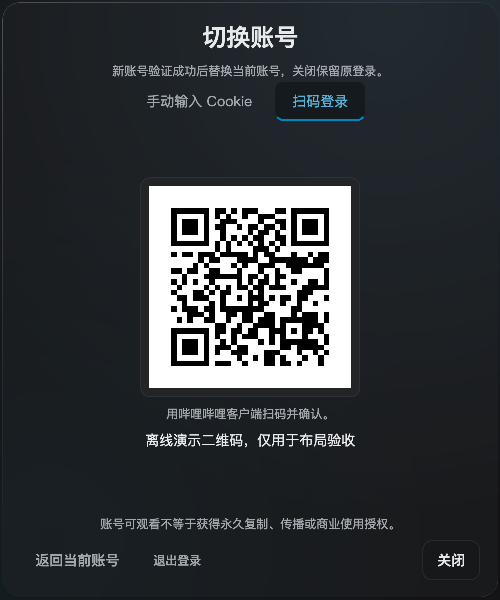 切换账号
新账号验证成功后替换当前账号，关闭保留原登录。
手动输入 Cookie 扫码登录
用哔哩哔哩客户端扫码并确认。
离线演示二维码，仅用于布局验收
账号可观看不等于获得永久复制、传播或商业使用授权。
返回当前账号 退出登录 关闭